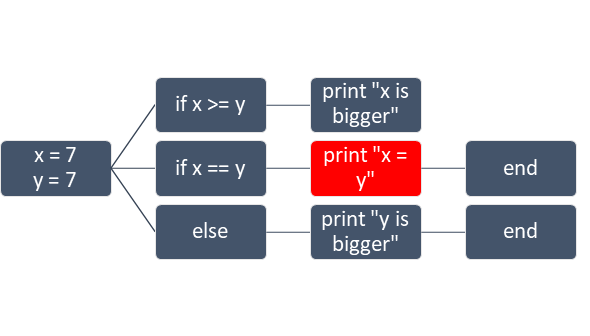 x = 7
y = 7
if x >= y
print "x is
bigger"
if x == y
print "x =
y"
end
else
print "y is
bigger"
end